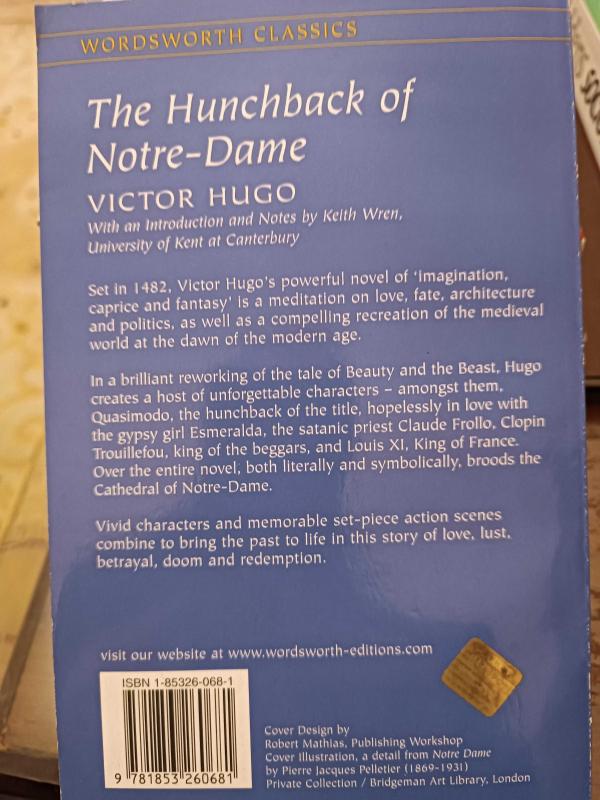 WORDSWORTH CLASSICS
The Hunchback of
Notre-Dame
VICTOR HUGO
With an Introduction and Notes by Keith Wren,
University of Kent at Canterbury
Set in 1482, Victor Hugo's powerful novel of 'imagination,
caprice and fantasy' is a meditation on love, fate, architecture
and politics, as well as a compelling recreation of the medieval
world at the dawn of the modern age.
In a brilliant reworking of the tale of Beauty and the Beast, Hugo
creates a host of unforgettable characters – amongst them,
Quasimodo, the hunchback of the title, hopelessly in love with
the gypsy girl Esmeralda, the satanic priest Claude Frollo, Clopin
Trouillefou, king of the beggars, and Louis XI, King of France.
Over the entire novel, both literally and symbolically, broods the
Cathedral of Notre-Dame.
Vivid characters and memorable set-piece action scenes
combine to bring the past to life in this story of love, lust,
betrayal, doom and redemption.
visit our website at www.wordsworth-editions.com
ISBN 1-85326-068-1
9 781853 260681
Cover Design by
Robert Mathias, Publishing Workshop
Cover Illustration, a detail from Notre Dame
by Pierre Jacques Pelletier (1869-1931)
Private Collection / Bridgeman Art Library, London